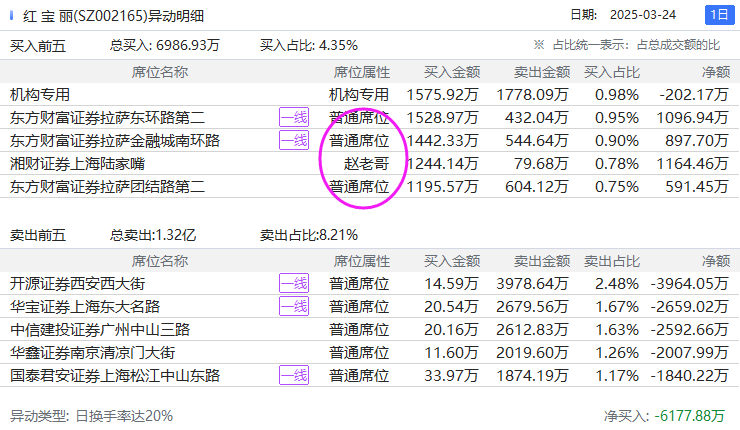 红 宝 丽(SZ002165)异动明细 日期: 2025-03-24 1日
买入前五 总买入: 6986.93万 买入占比: 4.35% ※ 占比统一表示: 占总成交额的比
席位名称 席位属性 买入金额 卖出金额 买入占比 净额
机构专用 机构专用 1575.92万 1778.09万 0.98% -202.17万
东方财富证券拉萨东环路第二 一线 普通席位 1528.97万 432.04万 0.95% 1096.94万
东方财富证券拉萨金融城南环路 一线 普通席位 1442.33万 544.64万 0.90% 897.70万
湘财证券上海陆家嘴 赵老哥 1244.14万 79.68万 0.78% 1164.46万
东方财富证券拉萨团结路第二 普通席位 1195.57万 604.12万 0.75% 591.45万
卖出前五 总卖出:1.32亿 卖出占比:8.21%
席位名称 席位属性 买入金额 卖出金额 卖出占比 净额
开源证券西安西大街 一线 普通席位 14.59万 3978.64万 2.48% -3964.05万
华宝证券上海东大名路 一线 普通席位 20.54万 2679.56万 1.67% -2659.02万
中信建投证券广州中山三路 普通席位 20.16万 2612.83万 1.63% -2592.66万
华鑫证券南京清凉门大街 普通席位 11.60万 2019.60万 1.26% -2007.99万
国泰君安证券上海松江中山东路 一线 普通席位 33.97万 1874.19万 1.17% -1840.22万
异动类型: 日换手率达20% 净买入: -6177.88万